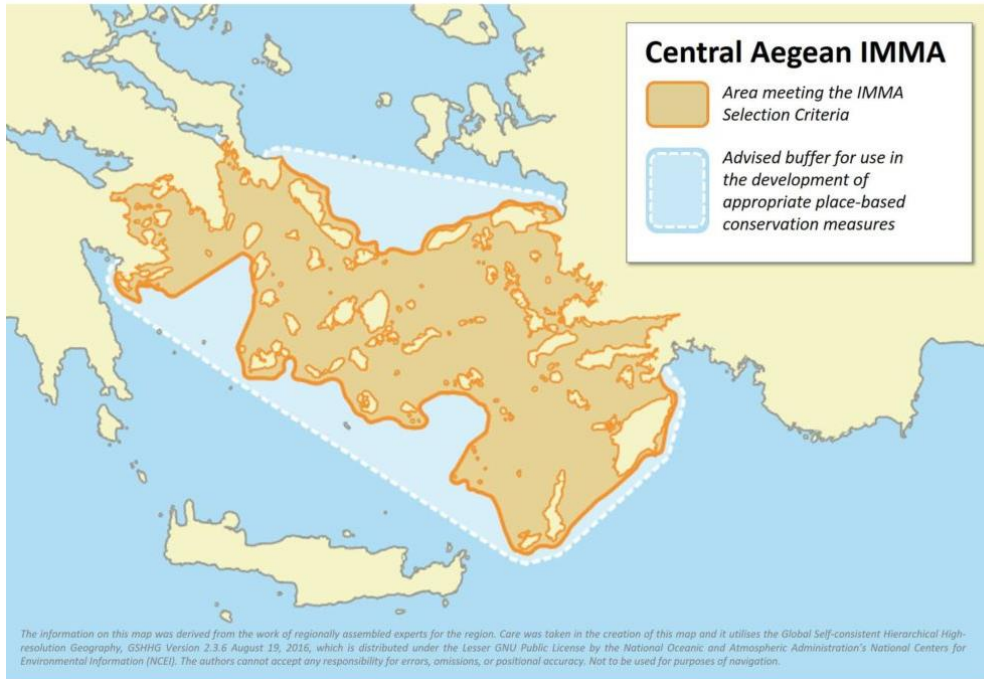 Central Aegean IMMA
Area meeting the IMMA
Selection Criteria
Advised buffer for use in
the development of
appropriate place-based
conservation measures
The information on this map was derived from the work of regionally assembled experts for the region. Care was taken in the creation of this map and it utilises the Global Self-consistent Hierarchical High-
resolution Geography, GSHHG Version 2.3.6 August 19, 2016, which is distributed under the Lesser GNU Public License by the National Oceanic and Atmospheric Administration's National Centers for
Environmental Information (NCEI). The authors cannot accept any responsibility for errors, omissions, or positional accuracy. Not to be used for purposes of navigation.